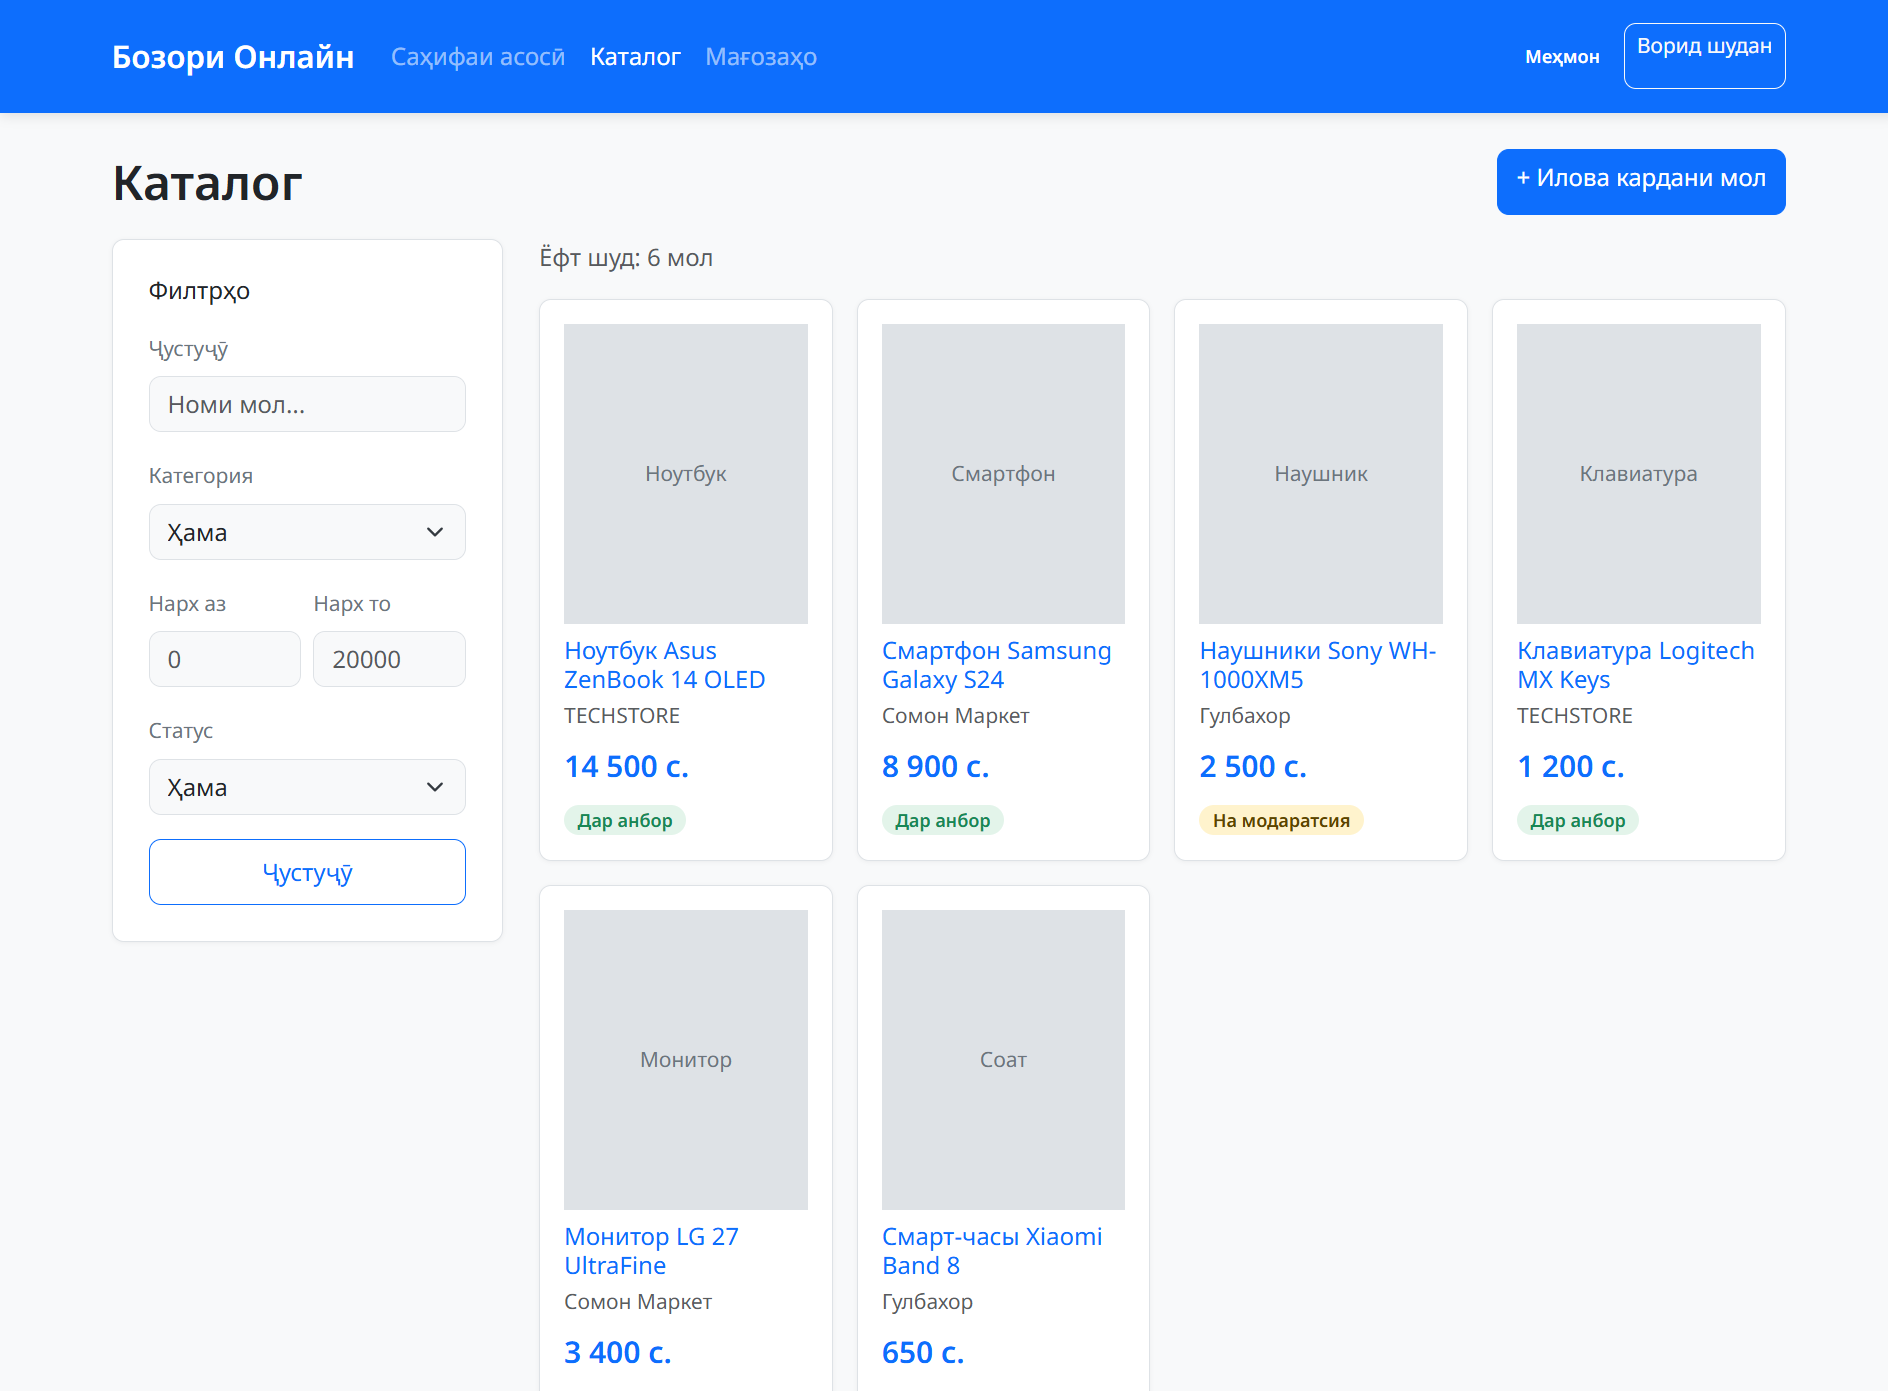 Бозори Онлайн
Саҳифаи асосӣ
Каталог
Мағозаҳо
Меҳмон
Ворид шудан
Каталог
+ Илова кардани мол
Филтрҳо
Ҷустуҷӯ
Номи мол...
Категория
Ҳама
Нарх аз
Нарх то
0
20000
Статус
Ҳама
Ҷустуҷӯ
Ёфт шуд: 6 мол
Ноутбук
Ноутбук Asus
ZenBook 14 OLED
TECHSTORE
14 500 с.
Дар анбор
Смартфон
Смартфон Samsung
Galaxy S24
Сомон Маркет
8 900 с.
Дар анбор
Наушник
Наушники Sony WH-
1000XM5
Гулбахор
2 500 с.
На модаратсия
Клавиатура
Клавиатура Logitech
MX Keys
TECHSTORE
1 200 с.
Дар анбор
Монитор
Монитор LG 27
UltraFine
Сомон Маркет
3 400 с.
Соат
Смарт-часы Xiaomi
Band 8
Гулбахор
650 с.